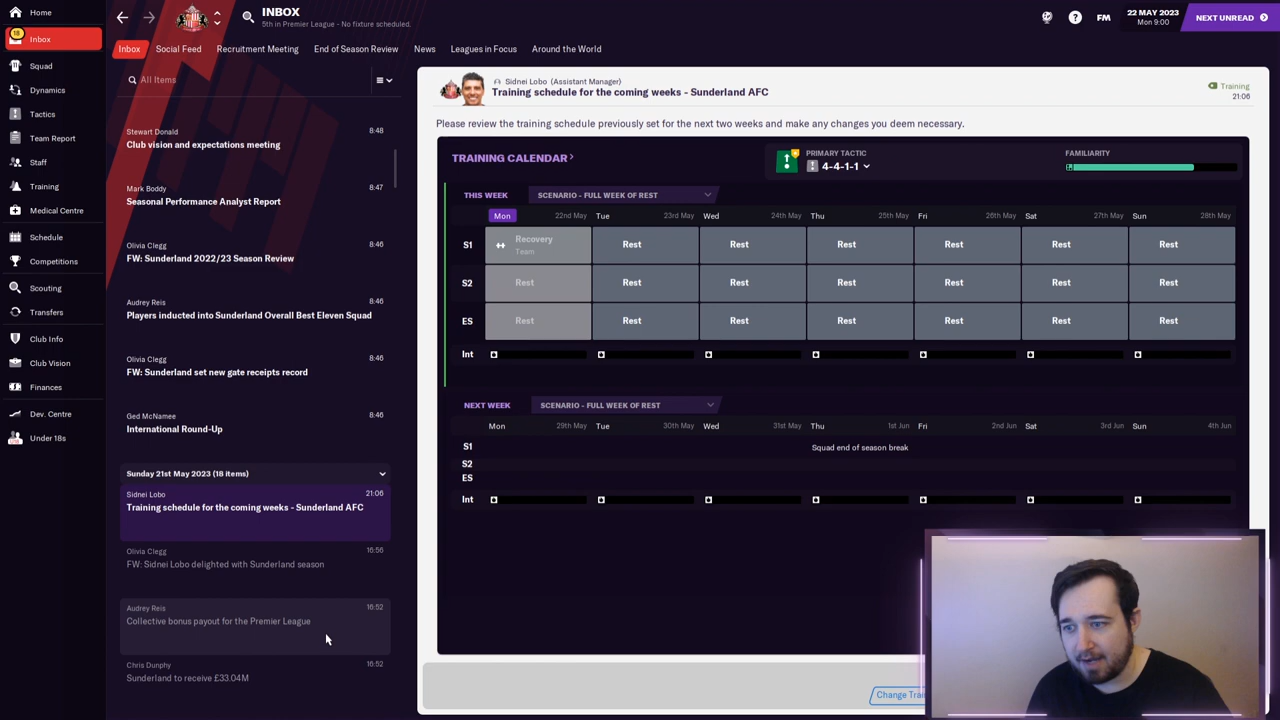 Home
18
Inbox
Squad
Dynamics
Tactics
Team Report
Staff
Training
Medical Centre
Schedule
Competitions
Scouting
Transfers
Club Info
Club Vision
Finances
Dev. Centre
Under 18s
INBOX
5th in Premier League - No fixture scheduled.
FM
22 MAY 2023
Mon 9:00
NEXT UNREAD
Inbox
Social Feed
Recruitment Meeting
End of Season Review
News
Leagues in Focus
Around the World
All Items
Stewart Donald 8:48
Club vision and expectations meeting
Mark Boddy 8:47
Seasonal Performance Analyst Report
Olivia Clegg 8:46
FW: Sunderland 2022/23 Season Review
Audrey Reis 8:46
Players inducted into Sunderland Overall Best Eleven Squad
Olivia Clegg 8:46
FW: Sunderland set new gate receipts record
Ged McNamee 8:46
International Round-Up
Sunday 21st May 2023 (18 items)
Sidnei Lobo 21:06
Training schedule for the coming weeks - Sunderland AFC
Olivia Clegg 16:56
FW: Sidnei Lobo delighted with Sunderland season
Audrey Reis 16:52
Collective bonus payout for the Premier League
Chris Dunphy 16:52
Sunderland to receive £33.04M
Sidnei Lobo (Assistant Manager)
Training schedule for the coming weeks - Sunderland AFC
Training
21:06
Please review the training schedule previously set for the next two weeks and make any changes you deem necessary.
TRAINING CALENDAR
PRIMARY TACTIC
4-4-1-1
FAMILIARITY
THIS WEEK SCENARIO - FULL WEEK OF REST
Mon 22nd May Tue 23rd May Wed 24th May Thu 25th May Fri 26th May Sat 27th May Sun 28th May
S1 Recovery Rest Rest Rest Rest Rest Rest
Team
S2 Rest Rest Rest Rest Rest Rest Rest
ES Rest Rest Rest Rest Rest Rest Rest
Int
NEXT WEEK SCENARIO - FULL WEEK OF REST
Mon 29th May Tue 30th May Wed 31st May Thu 1st Jun Fri 2nd Jun Sat 3rd Jun Sun 4th Jun
S1 Squad end of season break
S2
ES
Int
Change Trai